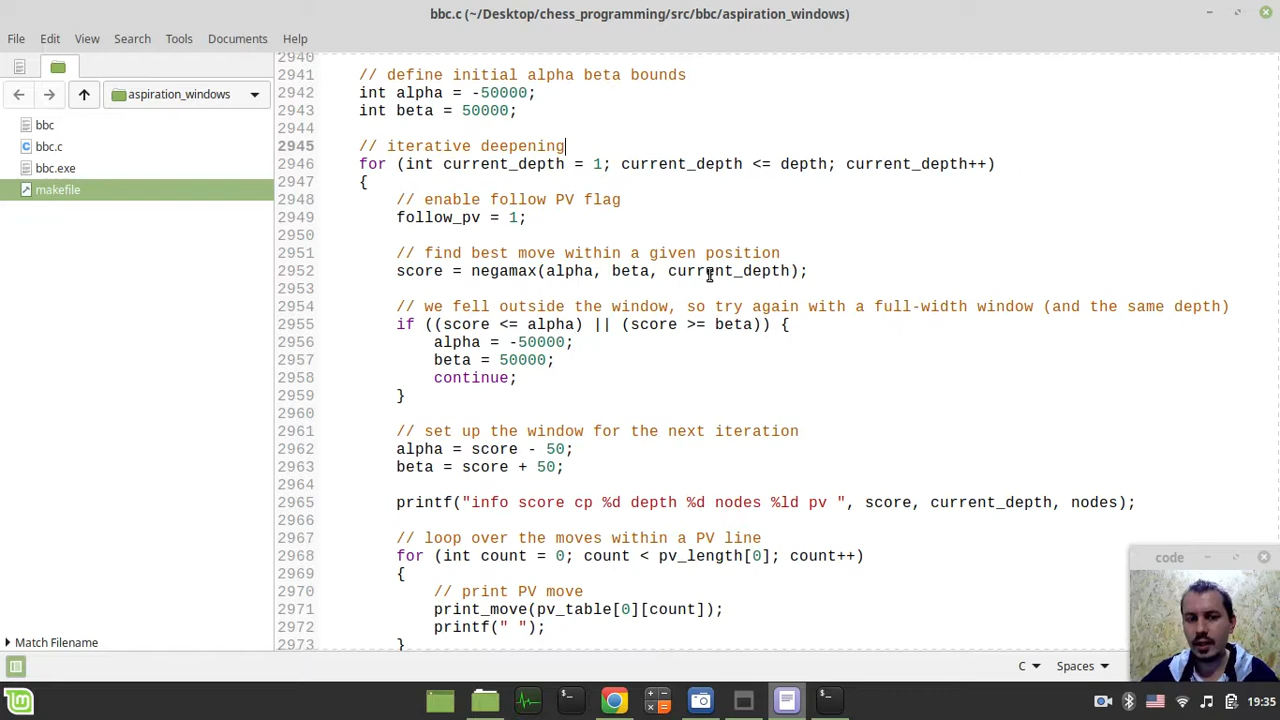 bbc.c (~/Desktop/chess_programming/src/bbc/aspiration_windows)
File Edit View Search Tools Documents Help
aspiration_windows
bbc
bbc.c
bbc.exe
makefile
Match Filename
2940
2941 // define initial alpha beta bounds
2942 int alpha = -50000;
2943 int beta = 50000;
2944
2945 // iterative deepening
2946 for (int current_depth = 1; current_depth <= depth; current_depth++)
2947 {
2948 // enable follow PV flag
2949 follow_pv = 1;
2950
2951 // find best move within a given position
2952 score = negamax(alpha, beta, current_depth);
2953
2954 // we fell outside the window, so try again with a full-width window (and the same depth)
2955 if ((score <= alpha) || (score >= beta)) {
2956 alpha = -50000;
2957 beta = 50000;
2958 continue;
2959 }
2960
2961 // set up the window for the next iteration
2962 alpha = score - 50;
2963 beta = score + 50;
2964
2965 printf("info score cp %d depth %d nodes %ld pv ", score, current_depth, nodes);
2966
2967 // loop over the moves within a PV line
2968 for (int count = 0; count < pv_length[0]; count++)
2969 {
2970 // print PV move
2971 print_move(pv_table[0][count]);
2972 printf(" ");
2973 }
code
C Spaces
19:35